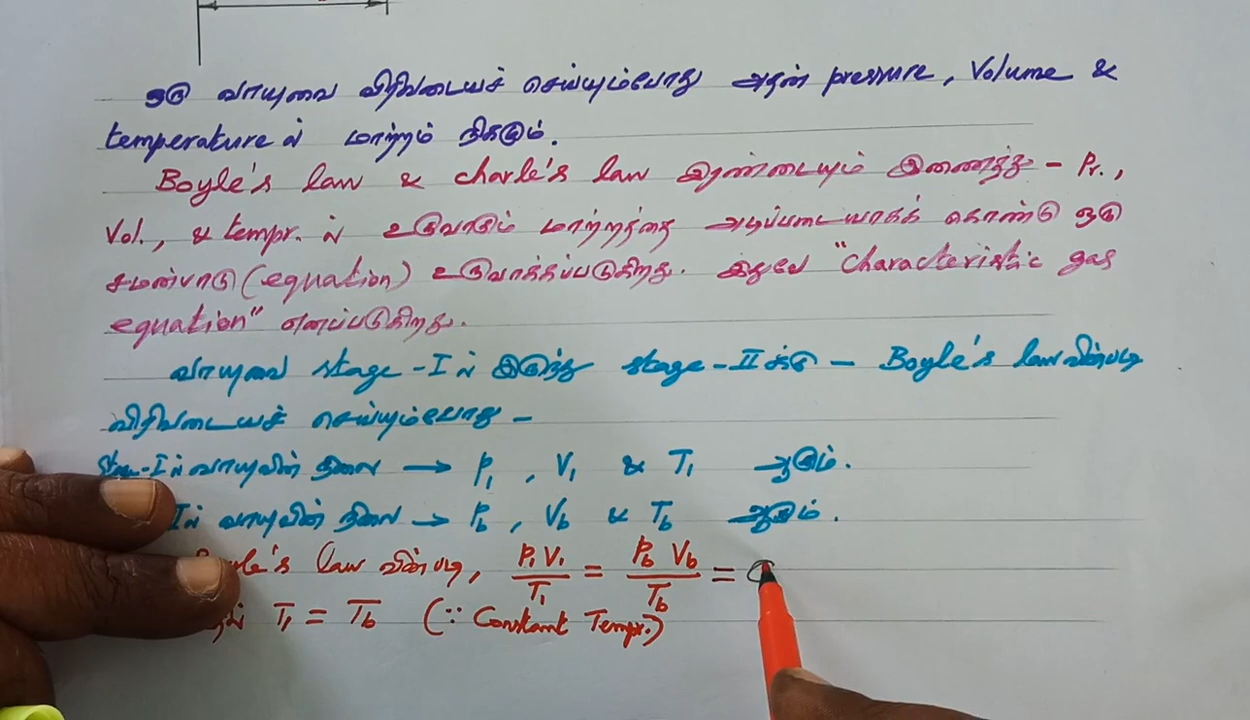 ஒரு வாயுவை விரிவடையச் செய்யும்போது அதன் pressure, Volume &
temperature ல் மாற்றம் நிகழும்.
Boyle's law & charle's law இரண்டையும் இணைத்து - Pr.,
Vol., & tempr. ல் உருவாகும் மாற்றத்தை அடிப்படையாகக் கொண்டு ஒரு
சமன்பாடு (equation) உருவாக்கப்படுகிறது. இதுவே "Characteristic gas
equation" எனப்படுகிறது.
வாயுவை stage-I ல் இருந்து stage-II க்கு - Boyle's law வின்படி
விரிவடையச் செய்யும்போது -
-I ல் வாயுவின் நிலை → P₁ , V₁ & T₁ ஆகும்.
வாயுவின் நிலை → Pb , Vb & Tb ஆகும்.
Boyle's law வின்படி, P₁V₁/T₁ = Pb Vb/Tb = C
T₁ = Tb (∵ Constant Tempr.)